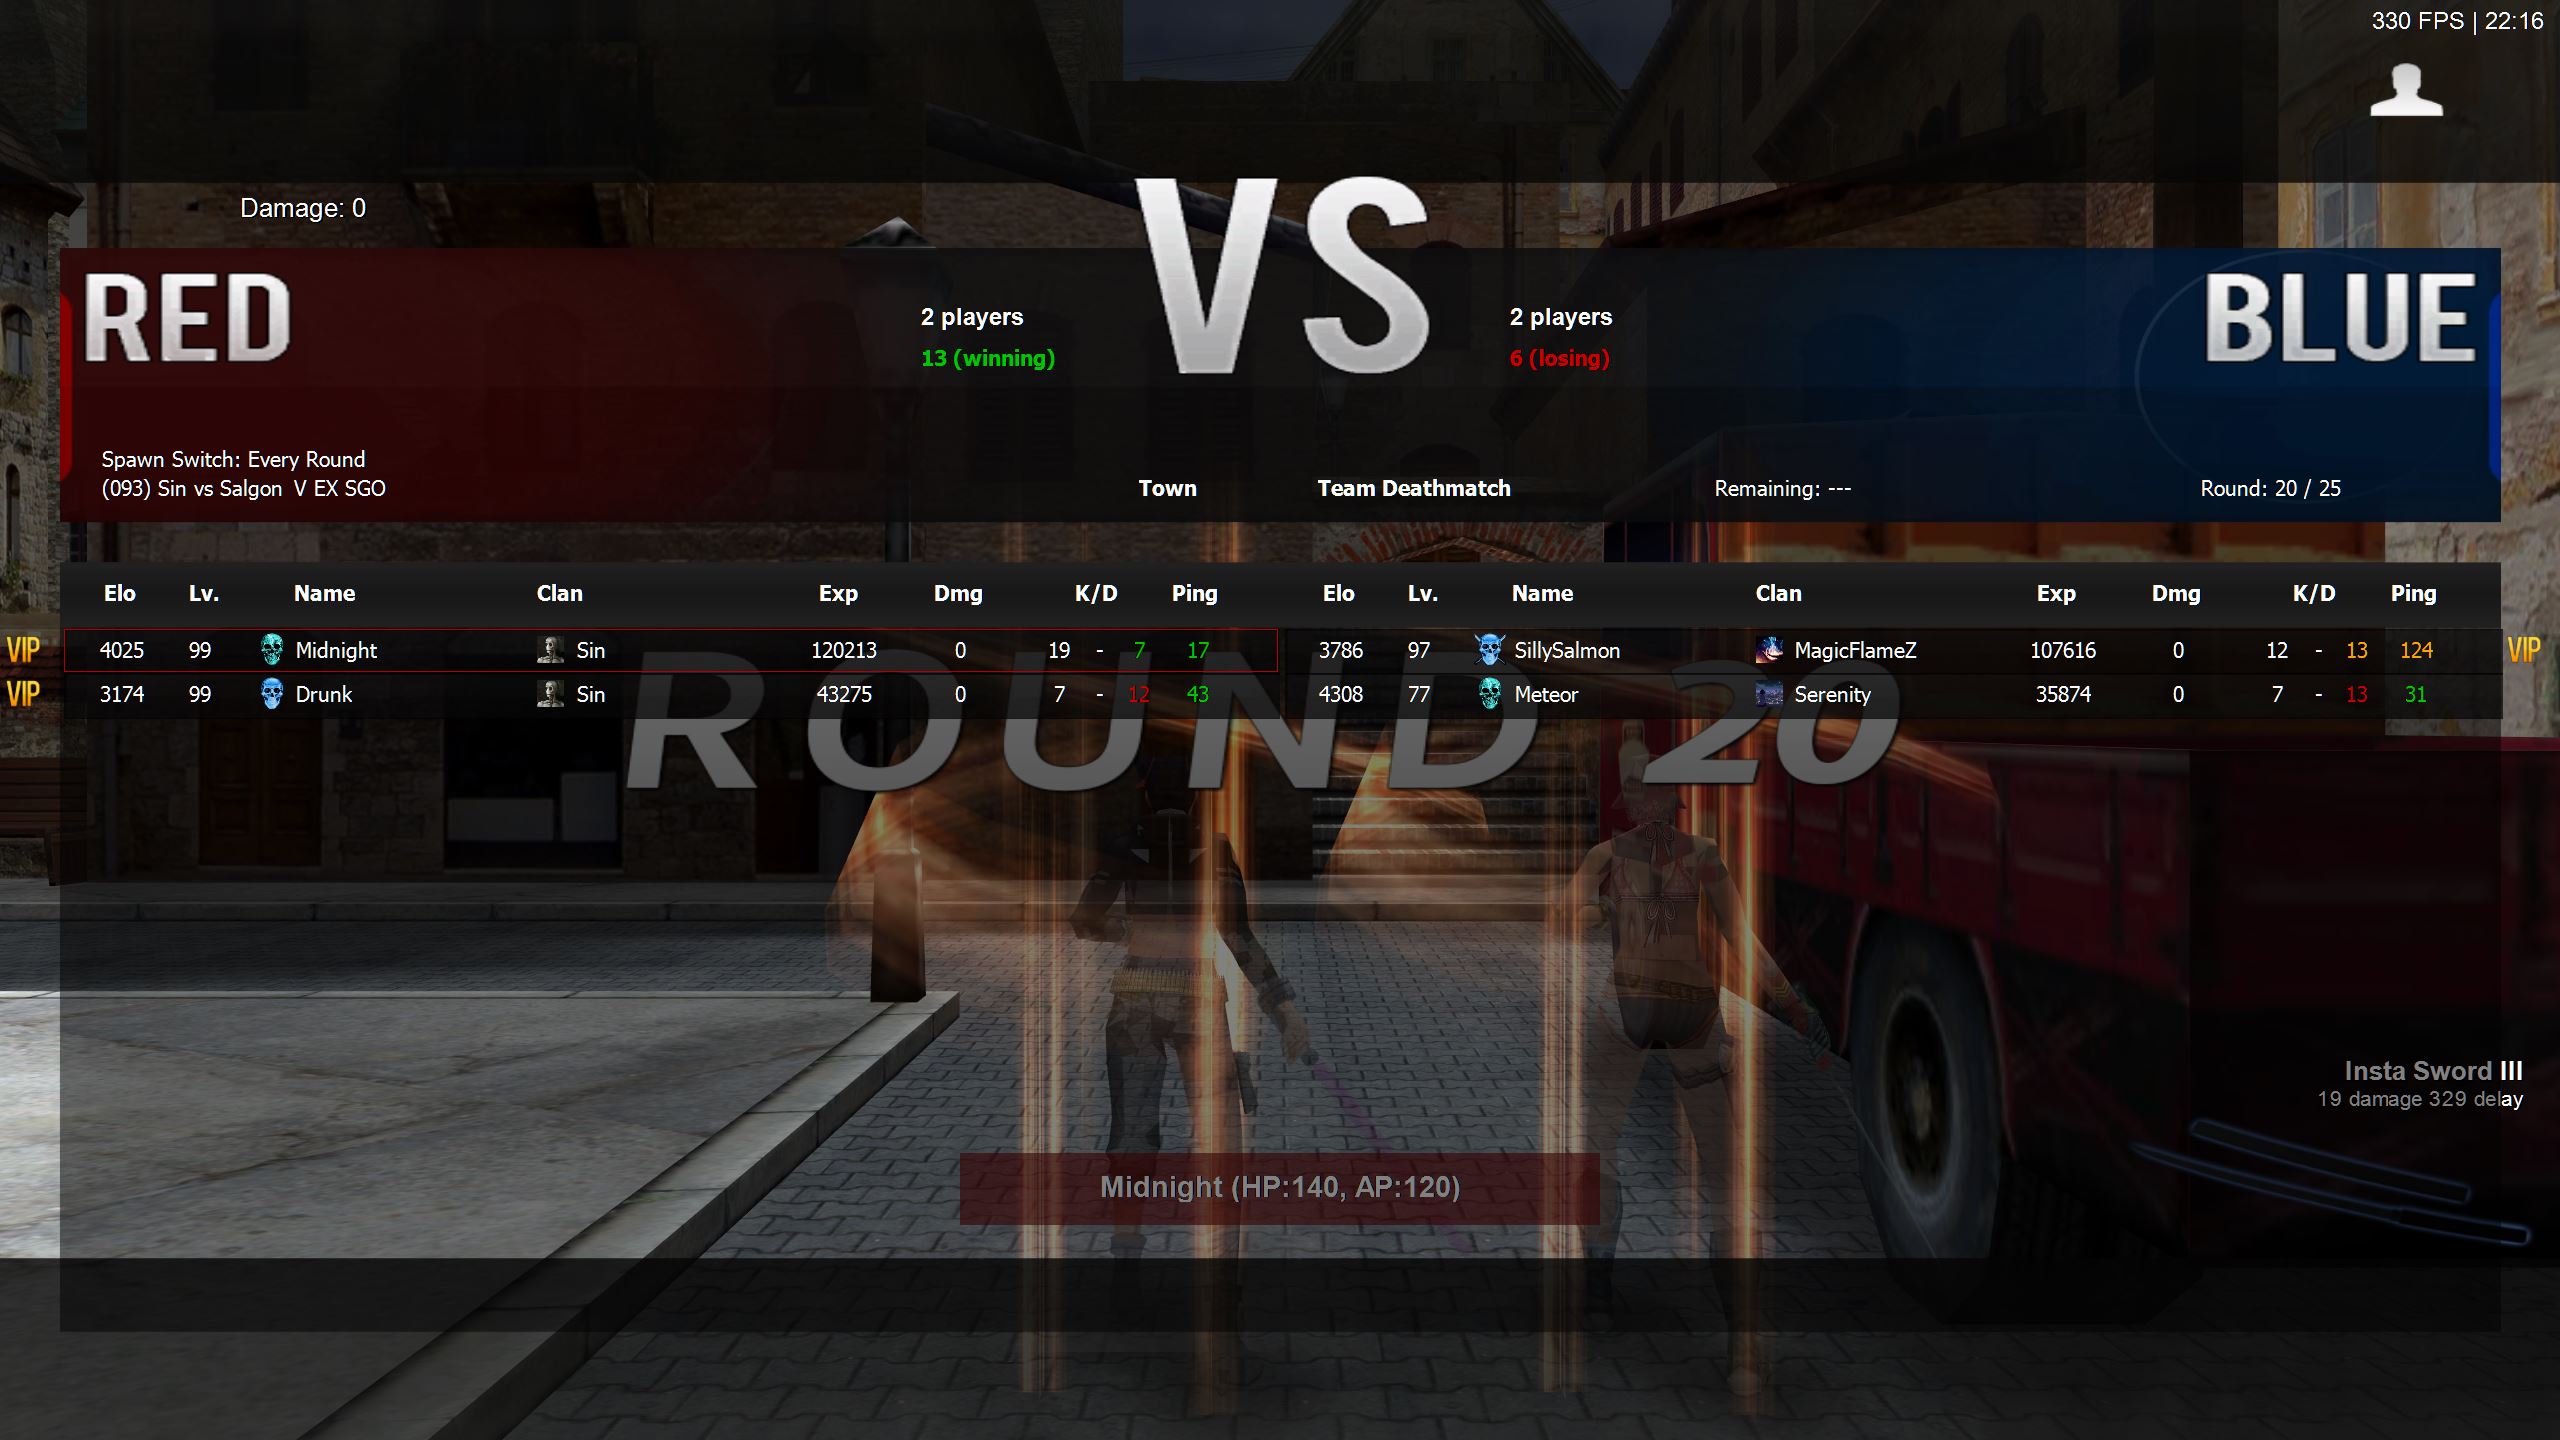 330 FPS | 22:16
Damage: 0
VS
RED
BLUE
2 players
2 players
13 (winning)
6 (losing)
Spawn Switch: Every Round
(093) Sin vs Salgon V EX SGO
Town Team Deathmatch Remaining: --- Round: 20 / 25
Elo Lv. Name Clan Exp Dmg K/D Ping Elo Lv. Name Clan Exp Dmg K/D Ping
VIP 4025 99 Midnight Sin 120213 0 19 - 7 17 3786 97 SillySalmon MagicFlameZ 107616 0 12 - 13 124 VIP
VIP 3174 99 Drunk Sin 43275 0 7 - 12 43 4308 77 Meteor Serenity 35874 0 7 - 13 31
ROUND 20
Insta Sword III
19 damage 329 delay
Midnight (HP:140, AP:120)